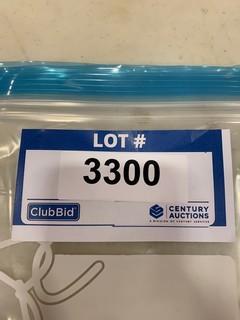 LOT #
3300
ClubBid
CENTURY
AUCTIONS
A DIVISION OF CENTURY SERVICES